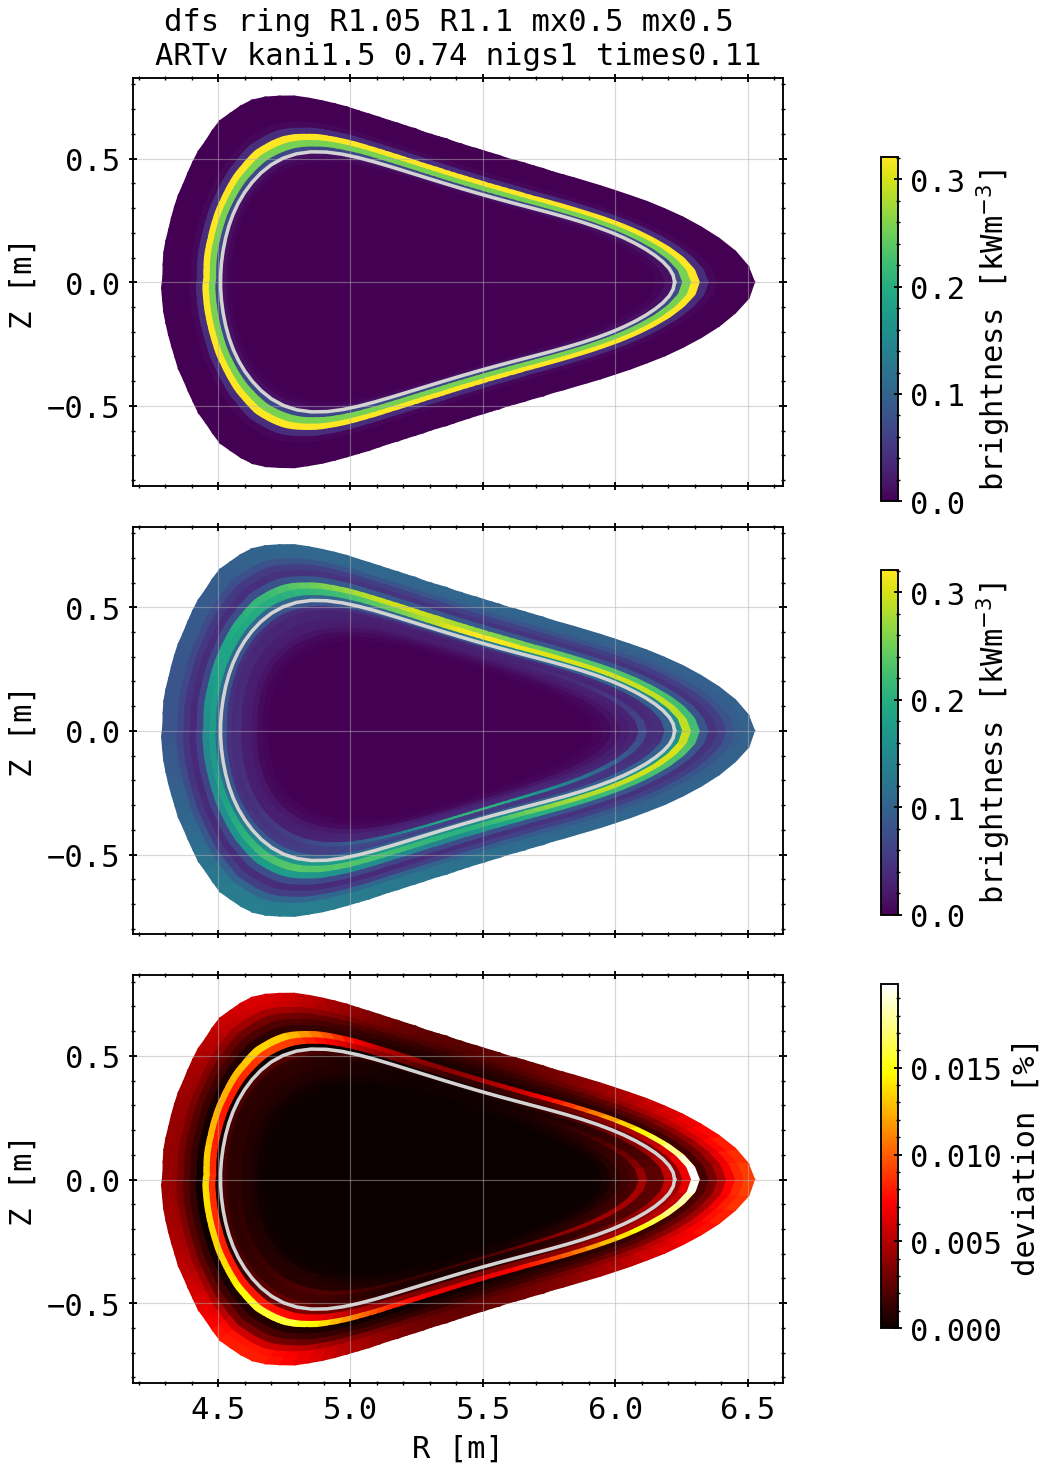 dfs ring R1.05 R1.1 mx0.5 mx0.5
ARTv kani1.5 0.74 nigs1 times0.11
0.5
0.0
−0.5
Z [m]
0.3
0.2
0.1
0.0
brightness [kWm⁻³]
0.5
0.0
−0.5
Z [m]
0.3
0.2
0.1
0.0
brightness [kWm⁻³]
0.5
0.0
−0.5
Z [m]
0.015
0.010
0.005
0.000
deviation [%]
4.5 5.0 5.5 6.0 6.5
R [m]